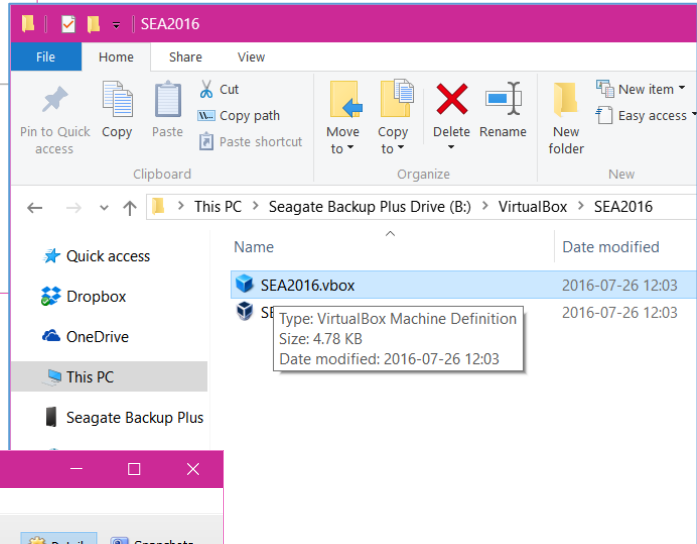 SEA2016
File Home Share View
Pin to Quick access
Copy
Paste
Cut
Copy path
Paste shortcut
Move to
Copy to
Delete
Rename
New folder
New item
Easy access
Clipboard
Organize
New
This PC > Seagate Backup Plus Drive (B:) > VirtualBox > SEA2016
Name Date modified
Quick access
Dropbox
OneDrive
This PC
Seagate Backup Plus
SEA2016.vbox 2016-07-26 12:03
2016-07-26 12:03
Type: VirtualBox Machine Definition
Size: 4.78 KB
Date modified: 2016-07-26 12:03